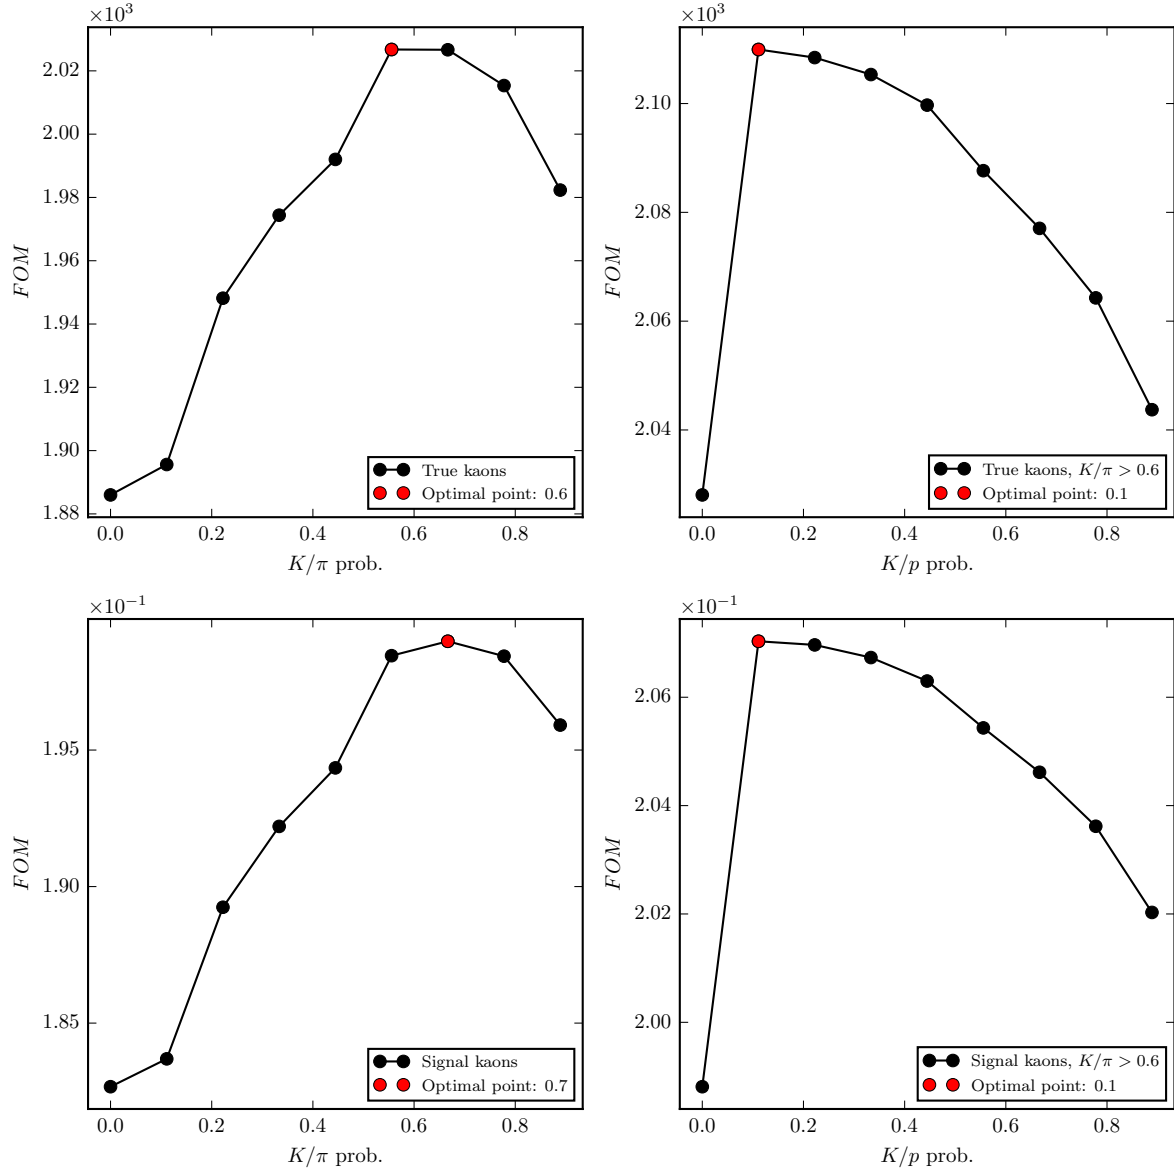 ×10³
2.02
2.00
1.98
1.96
1.94
1.92
1.90
1.88
FOM
0.0 0.2 0.4 0.6 0.8
K/π prob.
True kaons
Optimal point: 0.6
×10³
2.10
2.08
2.06
2.04
FOM
0.0 0.2 0.4 0.6 0.8
K/p prob.
True kaons, K/π > 0.6
Optimal point: 0.1
×10⁻¹
1.95
1.90
1.85
FOM
0.0 0.2 0.4 0.6 0.8
K/π prob.
Signal kaons
Optimal point: 0.7
×10⁻¹
2.06
2.04
2.02
2.00
FOM
0.0 0.2 0.4 0.6 0.8
K/p prob.
Signal kaons, K/π > 0.6
Optimal point: 0.1